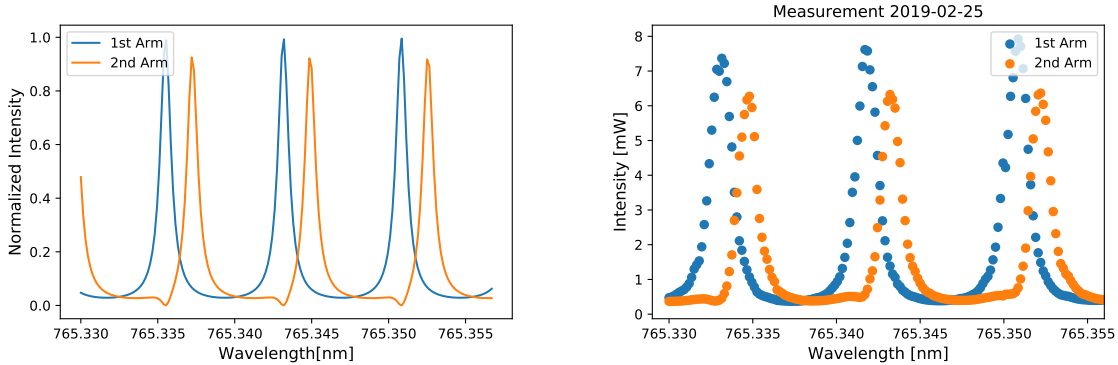 1st Arm
2nd Arm
1.0
0.8
0.6
0.4
0.2
0.0
Normalized Intensity
765.330 765.335 765.340 765.345 765.350 765.355
Wavelength[nm]
Measurement 2019-02-25
1st Arm
2nd Arm
8
7
6
5
4
3
2
1
0
Intensity [mW]
765.330 765.335 765.340 765.345 765.350 765.355
Wavelength [nm]